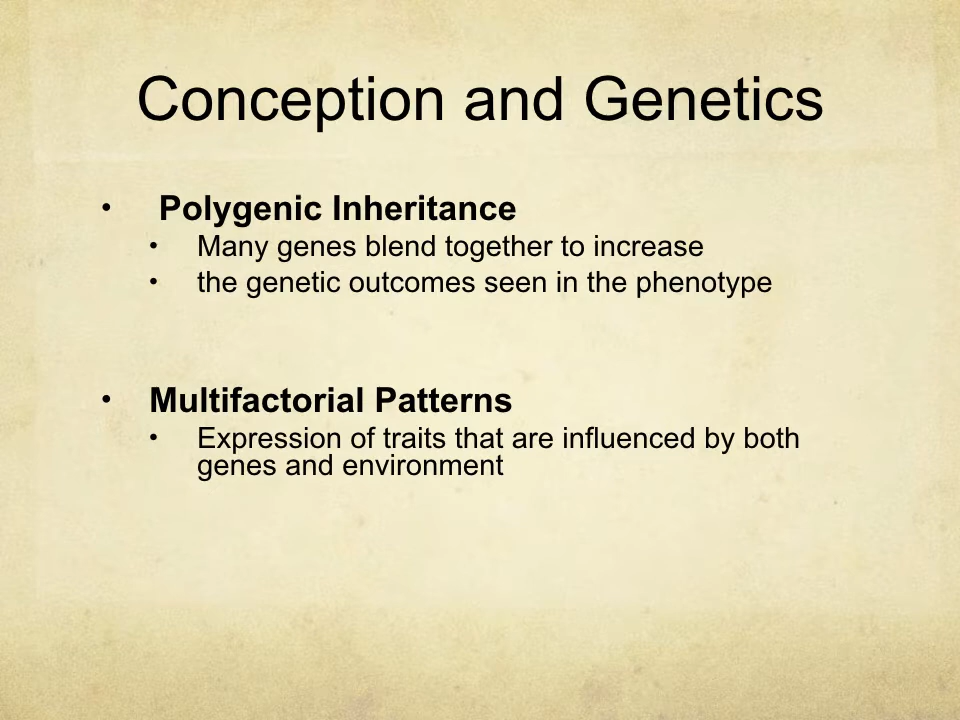 Conception and Genetics
• Polygenic Inheritance
• Many genes blend together to increase
• the genetic outcomes seen in the phenotype
• Multifactorial Patterns
• Expression of traits that are influenced by both
genes and environment